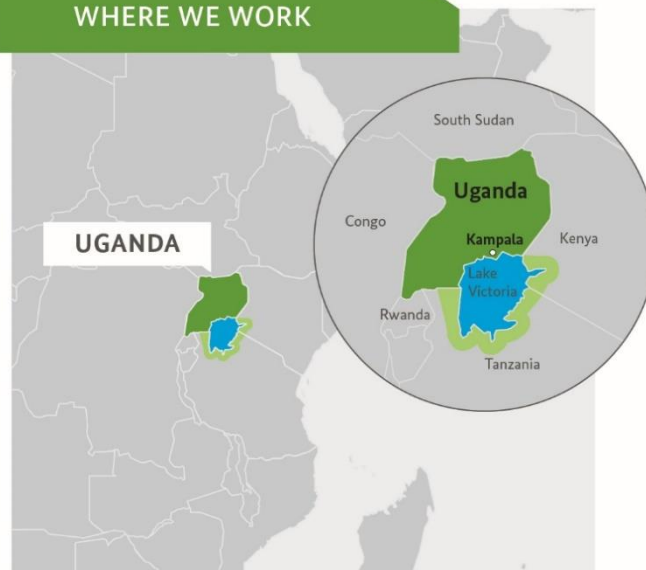 WHERE WE WORK
UGANDA
South Sudan
Uganda
Congo
Kampala
Kenya
Lake
Victoria
Rwanda
Tanzania